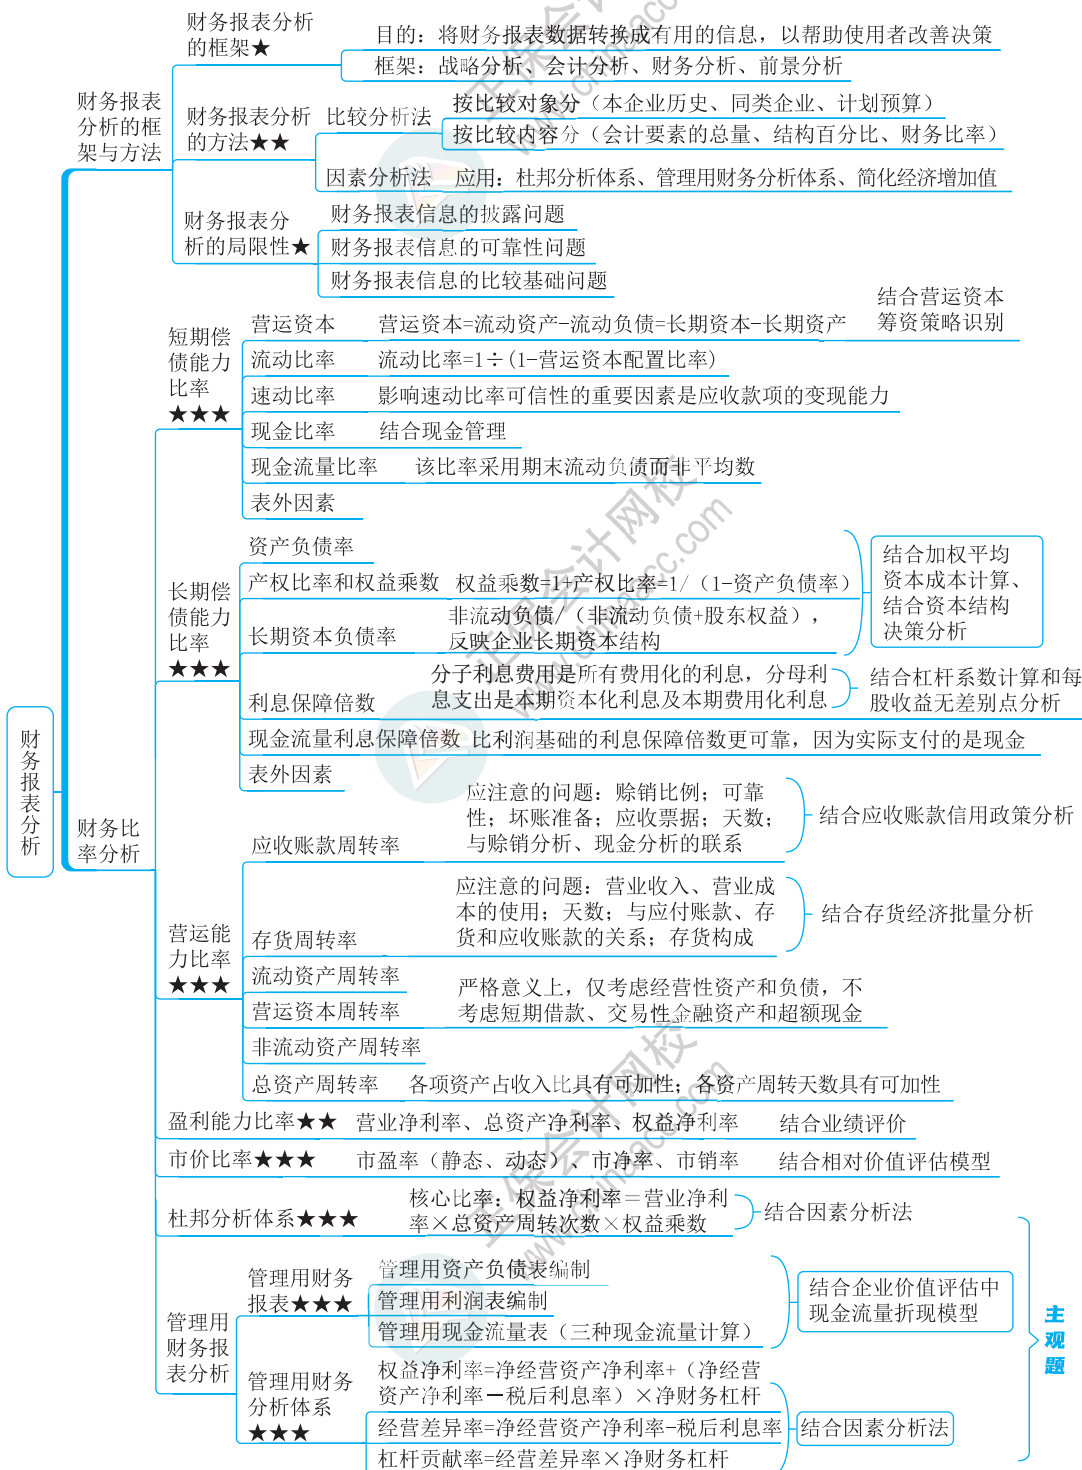 财务报表分析
财务报表
分析的框
架与方法
财务报表分析
的框架★
目的：将财务报表数据转换成有用的信息，以帮助使用者改善决策
框架：战略分析、会计分析、财务分析、前景分析
财务报表分析
的方法★★
比较分析法
按比较对象分（本企业历史、同类企业、计划预算）
按比较内容分（会计要素的总量、结构百分比、财务比率）
因素分析法
应用：杜邦分析体系、管理用财务分析体系、简化经济增加值
财务报表分
析的局限性★
财务报表信息的披露问题
财务报表信息的可靠性问题
财务报表信息的比较基础问题
财务比
率分析
短期偿
债能力
比率
★★★
营运资本
营运资本=流动资产-流动负债=长期资本-长期资产
结合营运资本
筹资策略识别
流动比率
流动比率=1÷(1-营运资本配置比率)
速动比率
影响速动比率可信性的重要因素是应收款项的变现能力
现金比率
结合现金管理
现金流量比率
该比率采用期末流动负债而非平均数
表外因素
长期偿
债能力
比率
★★★
资产负债率
产权比率和权益乘数
权益乘数=1+产权比率=1/（1-资产负债率）
长期资本负债率
非流动负债/（非流动负债+股东权益），
反映企业长期资本结构
结合加权平均
资本成本计算、
结合资本结构
决策分析
利息保障倍数
分子利息费用是所有费用化的利息，分母利
息支出是本期资本化利息及本期费用化利息
结合杠杆系数计算和每
股收益无差别点分析
现金流量利息保障倍数
比利润基础的利息保障倍数更可靠，因为实际支付的是现金
表外因素
营运能
力比率
★★★
应收账款周转率
应注意的问题：赊销比例；可靠
性；坏账准备；应收票据；天数；
与赊销分析、现金分析的联系
结合应收账款信用政策分析
存货周转率
应注意的问题：营业收入、营业成
本的使用；天数；与应付账款、存
货和应收账款的关系；存货构成
结合存货经济批量分析
流动资产周转率
营运资本周转率
严格意义上，仅考虑经营性资产和负债，不
考虑短期借款、交易性金融资产和超额现金
非流动资产周转率
总资产周转率
各项资产占收入比具有可加性；各资产周转天数具有可加性
盈利能力比率★★
营业净利率、总资产净利率、权益净利率
结合业绩评价
市价比率★★★
市盈率（静态、动态）、市净率、市销率
结合相对价值评估模型
杜邦分析体系★★★
核心比率：权益净利率＝营业净利
率×总资产周转次数×权益乘数
结合因素分析法
管理用
财务报
表分析
管理用财务
报表★★★
管理用资产负债表编制
管理用利润表编制
管理用现金流量表（三种现金流量计算）
结合企业价值评估中
现金流量折现模型
管理用财务
分析体系
★★★
权益净利率=净经营资产净利率+（净经营
资产净利率－税后利息率）×净财务杠杆
经营差异率=净经营资产净利率-税后利息率
杠杆贡献率=经营差异率×净财务杠杆
结合因素分析法
主观题
正保会计网校
www.chinaacc.com
正保会计网校
www.chinaacc.com
正保会计网校
www.chinaacc.com